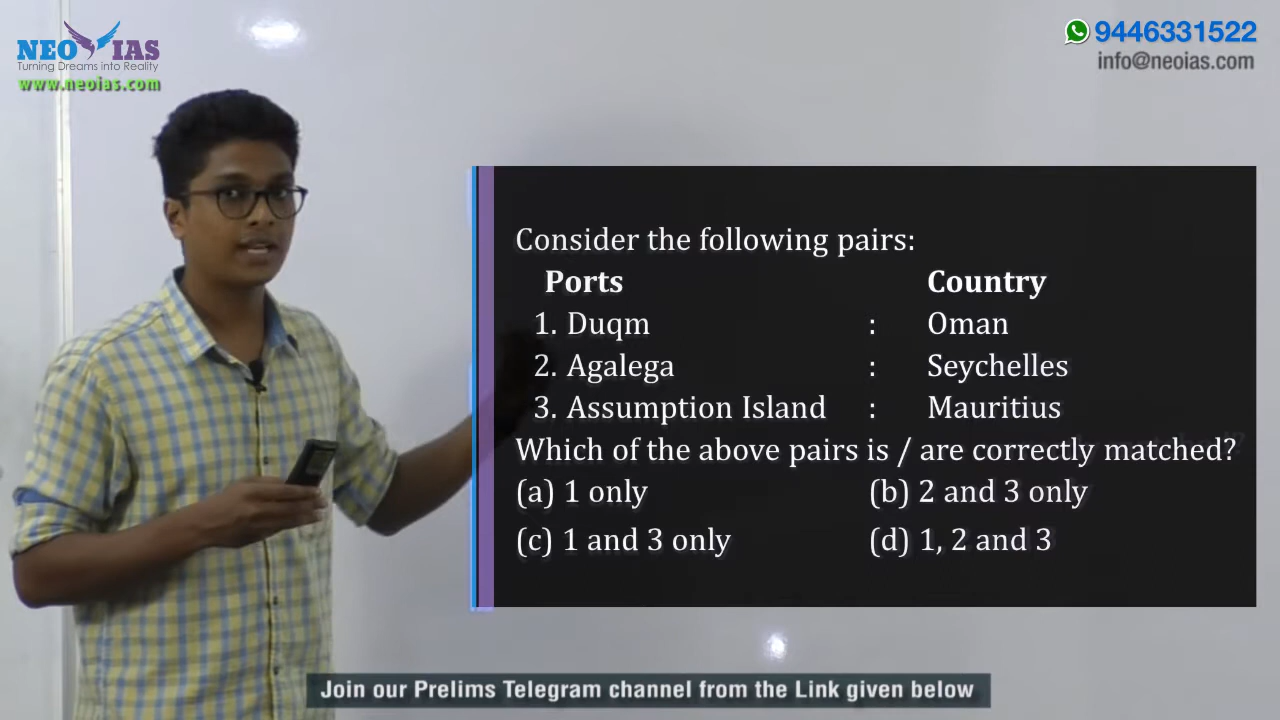 NEO IAS
Turning Dreams into Reality
www.neoias.com
9446331522
info@neoias.com
Consider the following pairs:
Ports Country
1. Duqm : Oman
2. Agalega : Seychelles
3. Assumption Island : Mauritius
Which of the above pairs is / are correctly matched?
(a) 1 only (b) 2 and 3 only
(c) 1 and 3 only (d) 1, 2 and 3
Join our Prelims Telegram channel from the Link given below